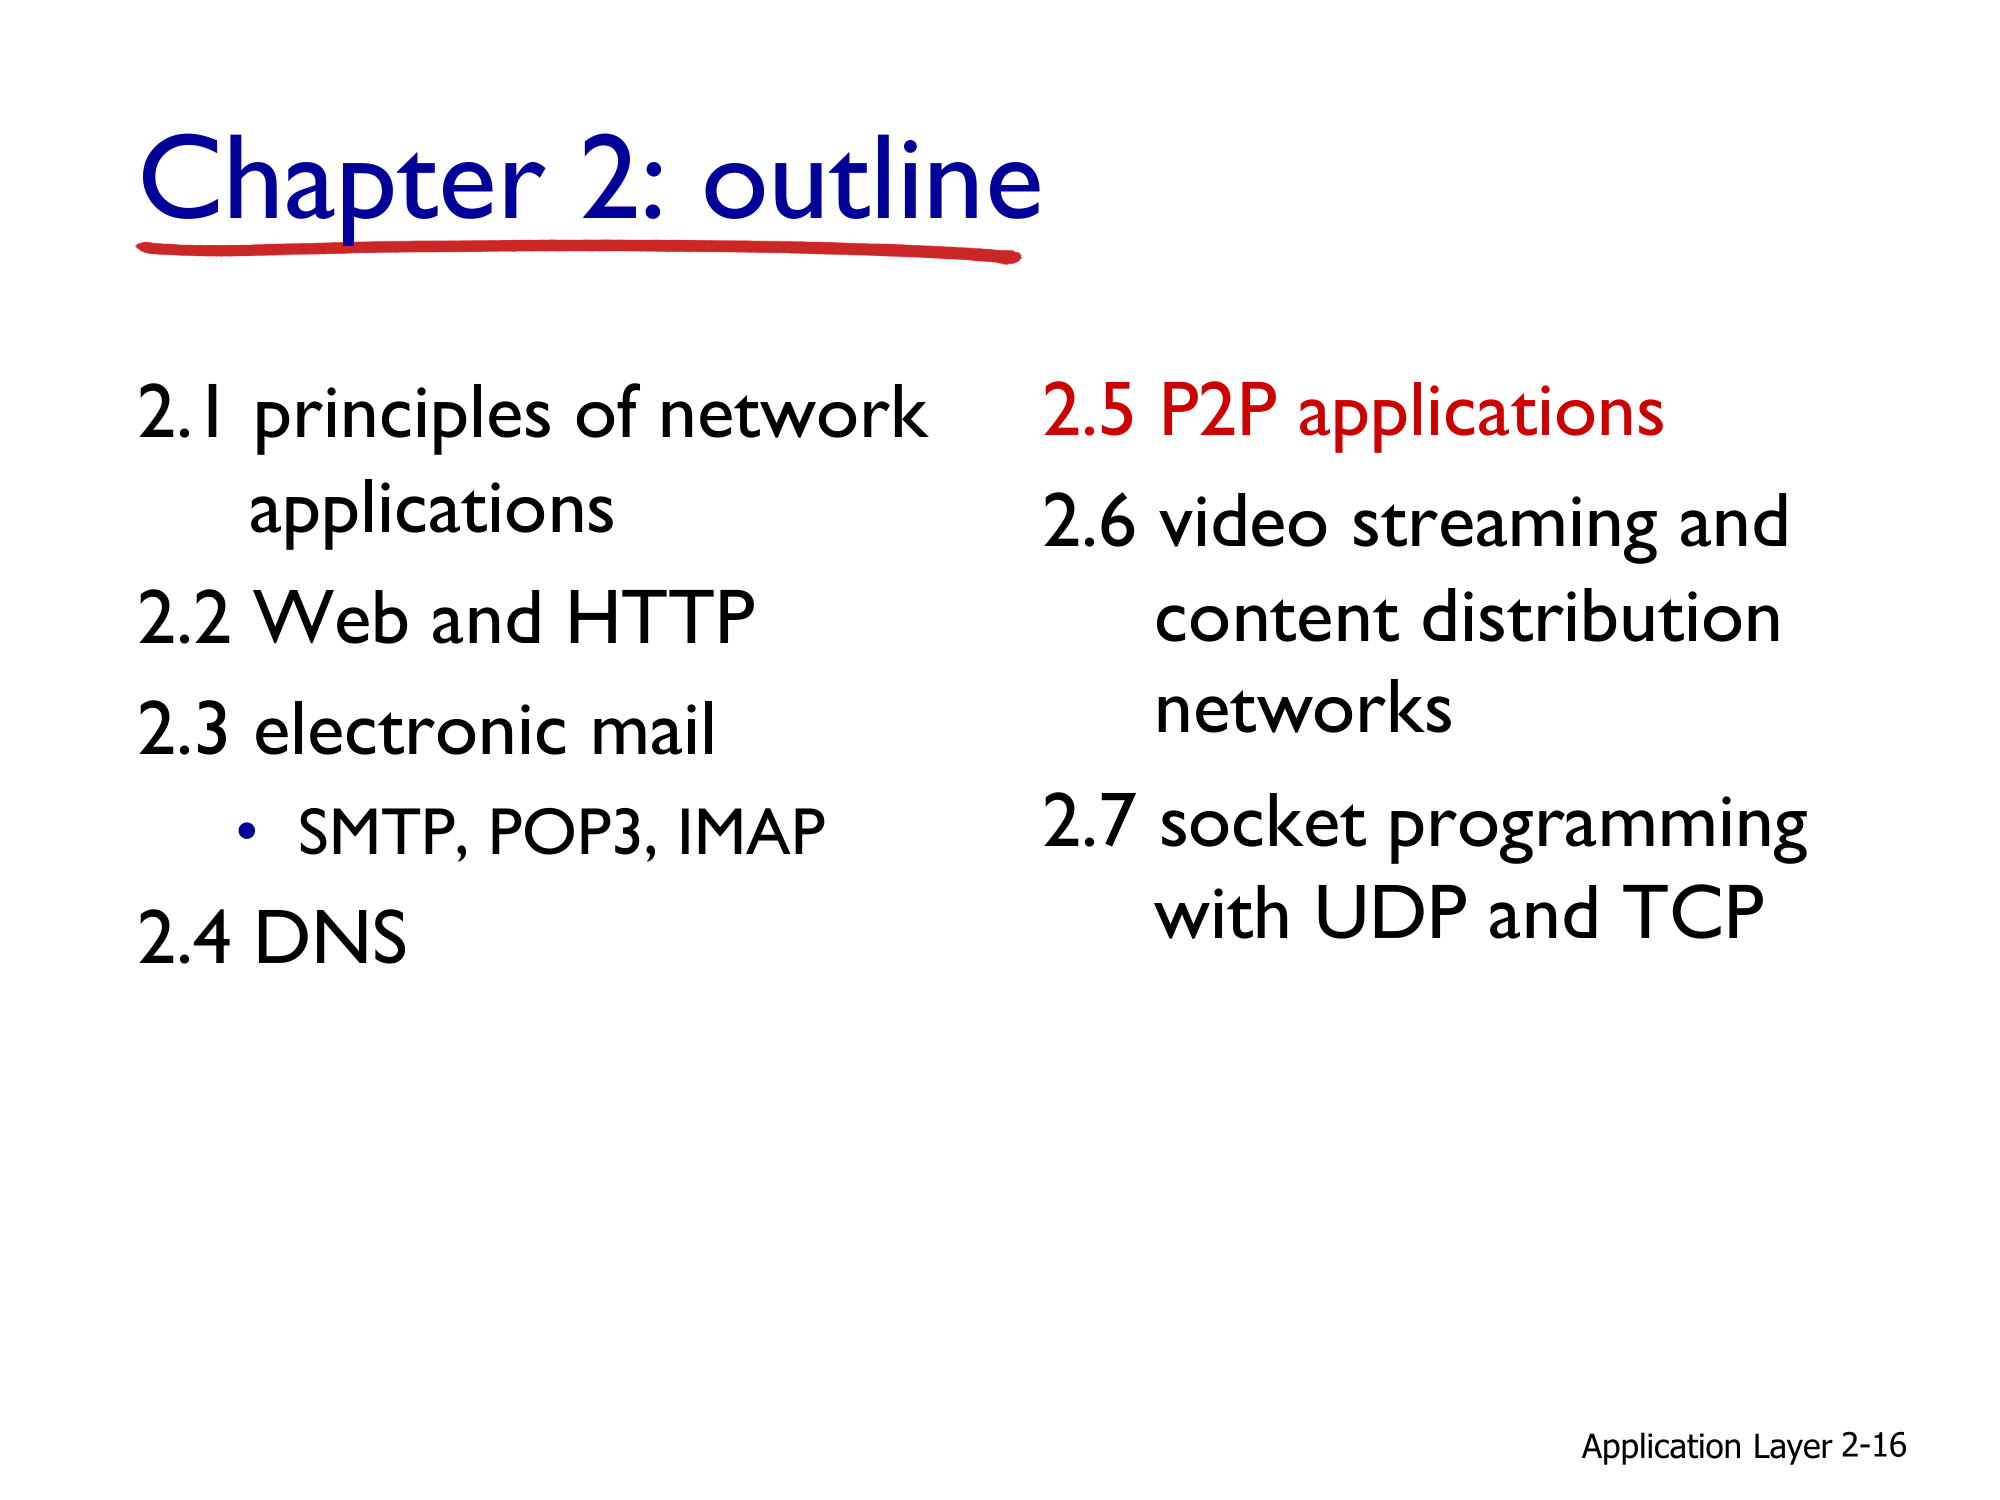 Chapter 2: outline
2.1 principles of network
applications
2.2 Web and HTTP
2.3 electronic mail
• SMTP, POP3, IMAP
2.4 DNS
2.5 P2P applications
2.6 video streaming and
content distribution
networks
2.7 socket programming
with UDP and TCP
Application Layer 2-16